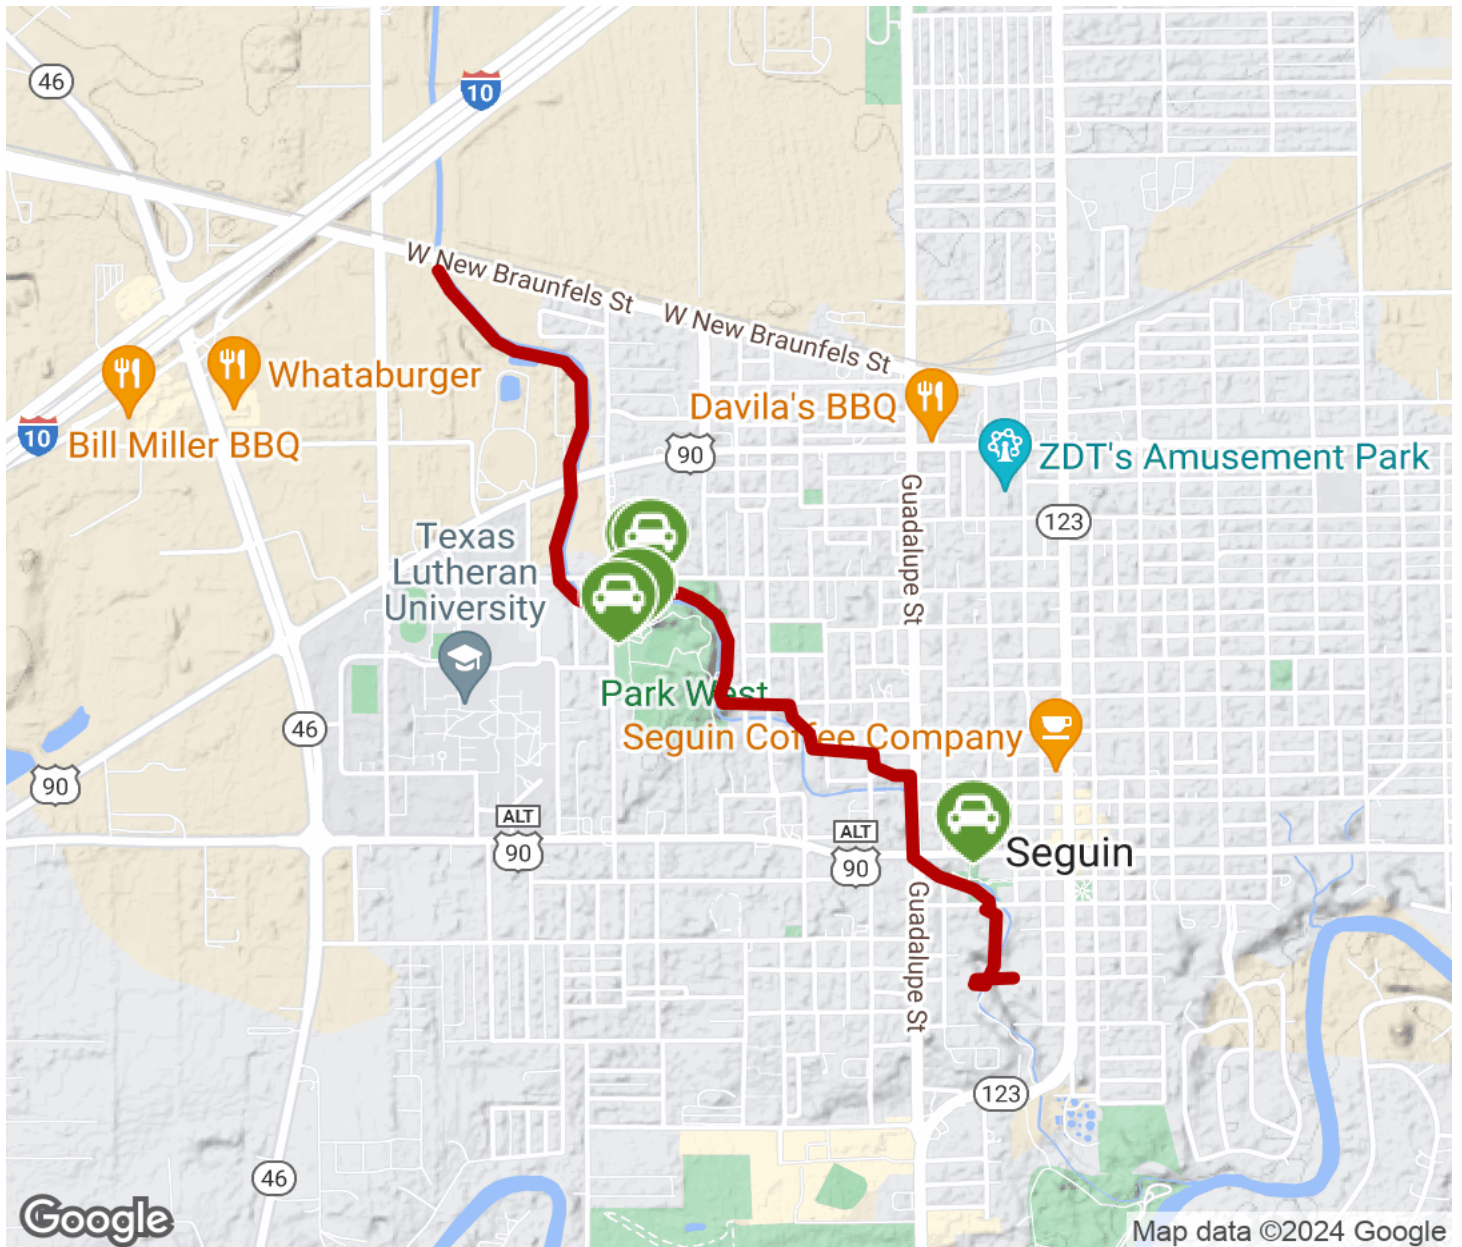 46
10
W New Braunfels St
W New Braunfels St
Whataburger
Davila's BBQ
10
Bill Miller BBQ
90
ZDT's Amusement Park
Guadalupe St
123
Texas
Lutheran
University
Park West
46
Seguin Coffee Company
90
ALT
90
ALT
90
Seguin
Guadalupe St
123
46
Google
Map data ©2024 Google